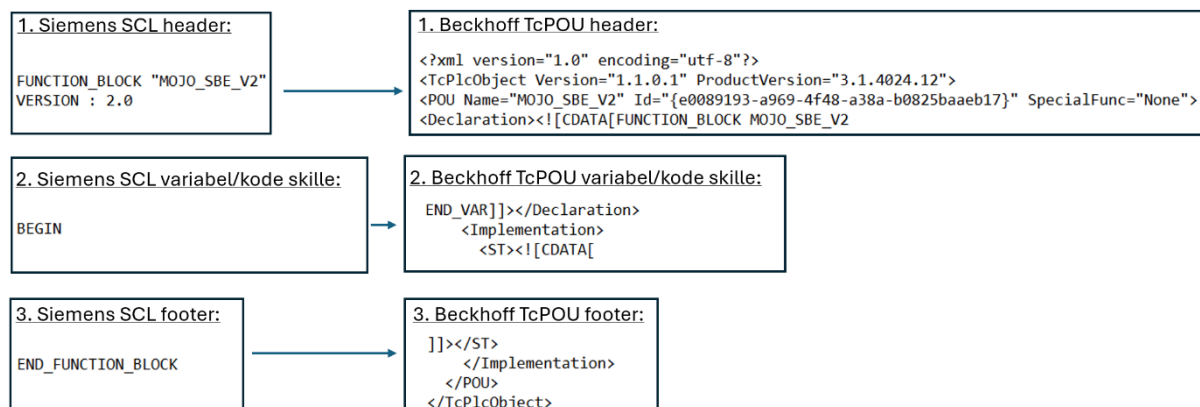 1. Siemens SCL header:
FUNCTION_BLOCK "MOJO_SBE_V2"
VERSION : 2.0
1. Beckhoff TcPOU header:
<?xml version="1.0" encoding="utf-8"?>
<TcPlcObject Version="1.1.0.1" ProductVersion="3.1.4024.12">
<POU Name="MOJO_SBE_V2" Id="{e0089193-a969-4f48-a38a-b0825baaeb17}" SpecialFunc="None">
<Declaration><![CDATA[FUNCTION_BLOCK MOJO_SBE_V2
2. Siemens SCL variabel/kode skille:
BEGIN
2. Beckhoff TcPOU variabel/kode skille:
END_VAR]]></Declaration>
<Implementation>
<ST><![CDATA[
3. Siemens SCL footer:
END_FUNCTION_BLOCK
3. Beckhoff TcPOU footer:
]]></ST>
</Implementation>
</POU>
</TcPlcObject>